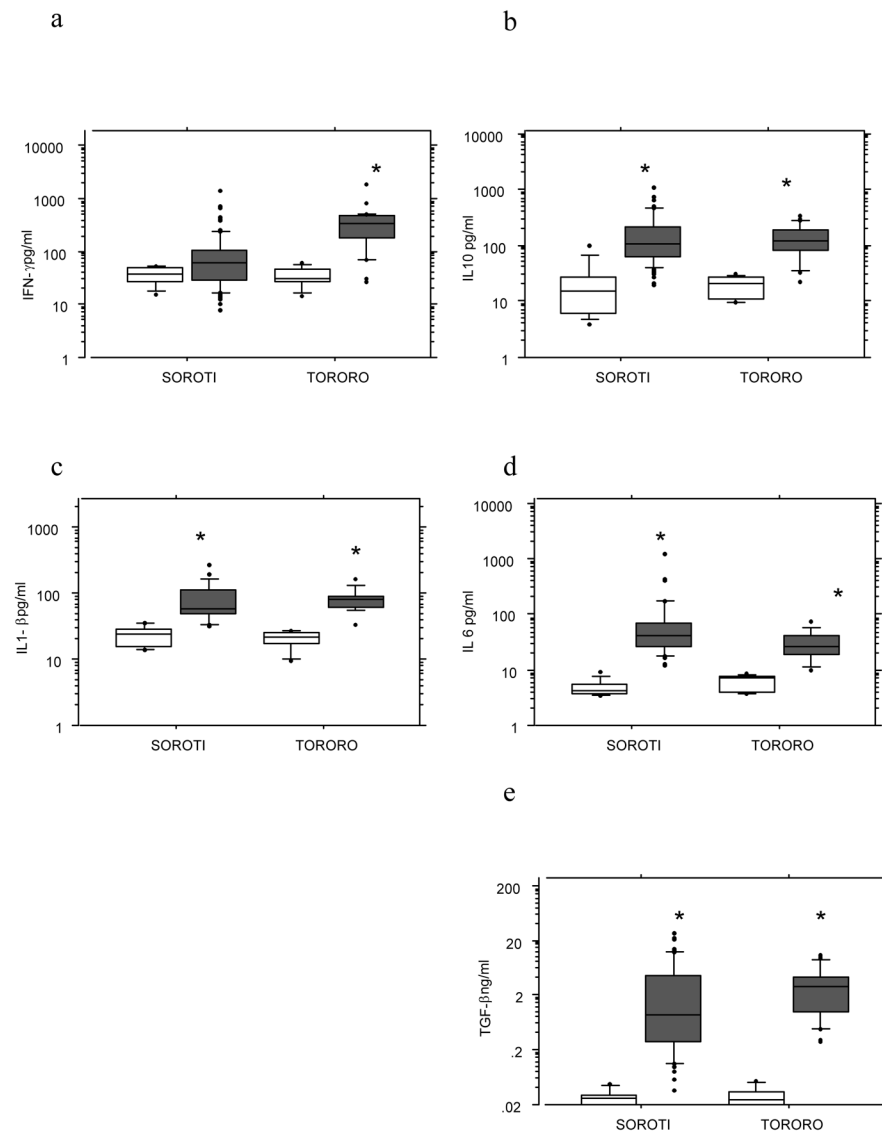 a
b
10000
1000
100
10
1
IFN- γpg/ml
*
SOROTI
TORORO
10000
1000
100
10
1
IL10 pg/ml
*
*
SOROTI
TORORO
c
d
1000
100
10
1
IL1- βpg/ml
*
*
SOROTI
TORORO
10000
1000
100
10
1
IL 6 pg/ml
*
*
SOROTI
TORORO
e
200
20
2
.2
.02
TGF-βng/ml
*
*
SOROTI
TORORO